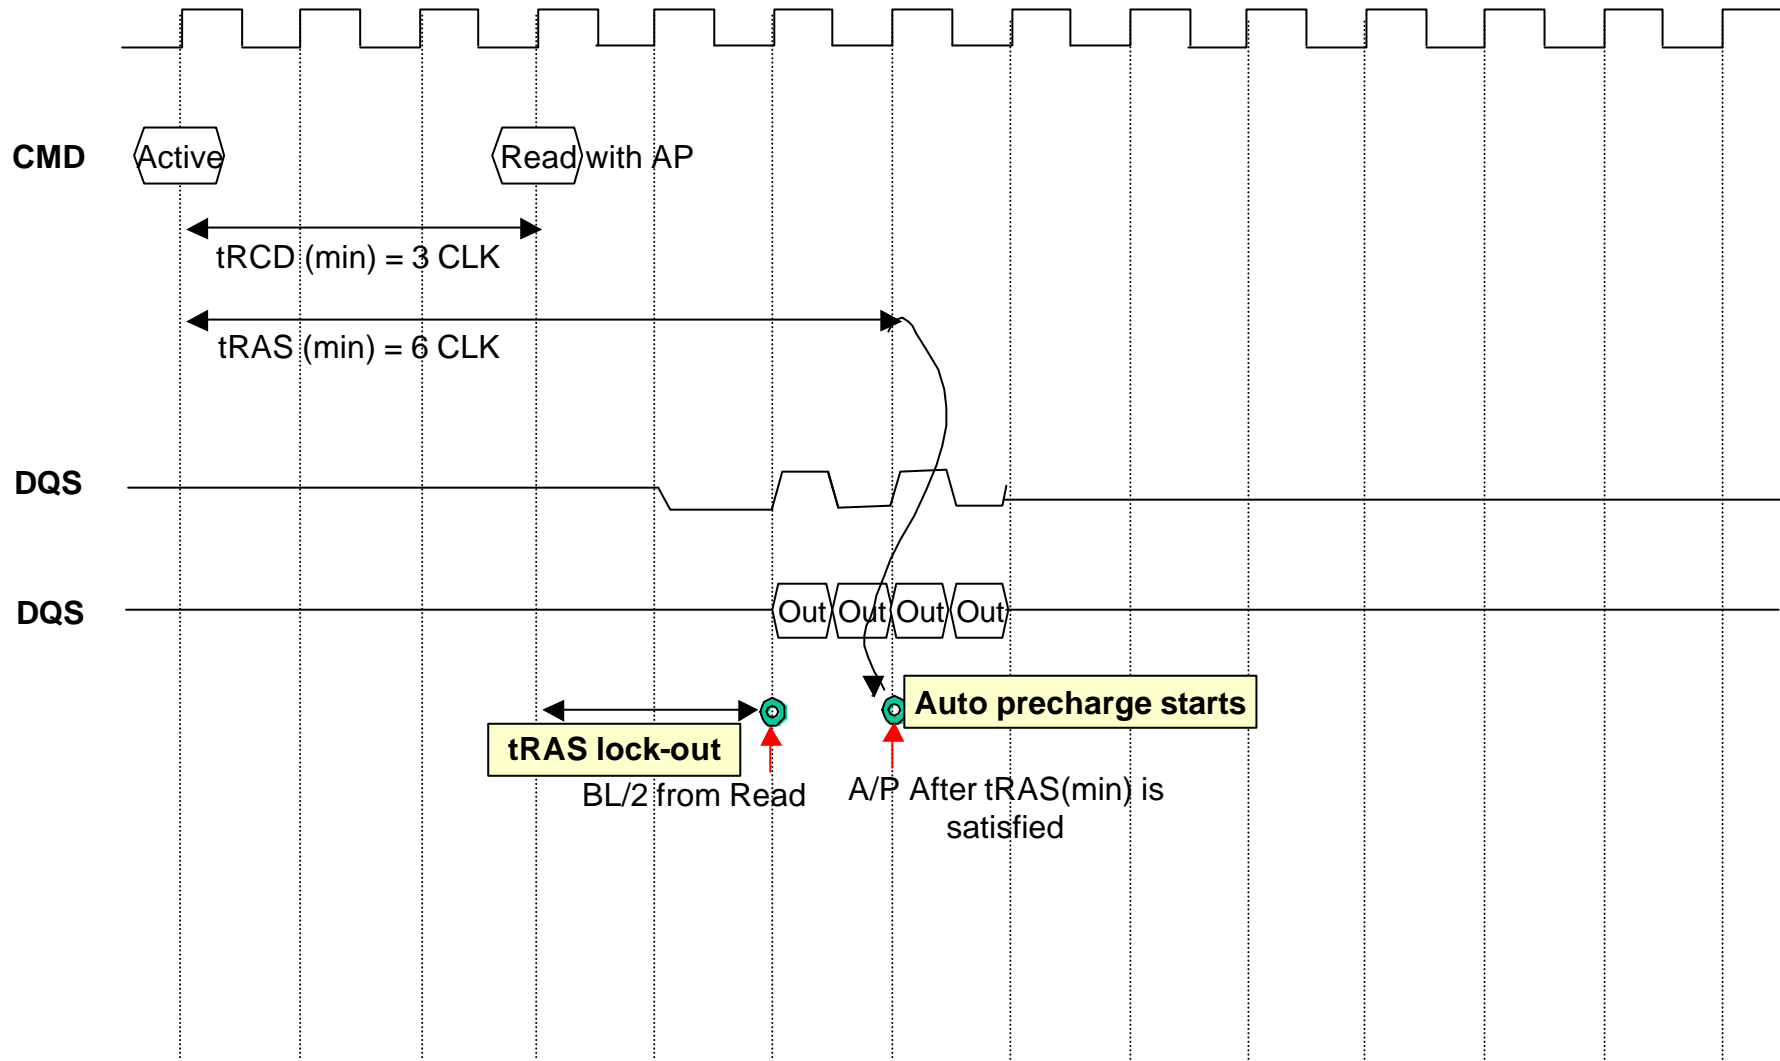 CMD
Active
Read with AP
tRCD (min) = 3 CLK
tRAS (min) = 6 CLK
DQS
DQS
Out Out Out Out
Auto precharge starts
tRAS lock-out
BL/2 from Read
A/P After tRAS(min) is
satisfied